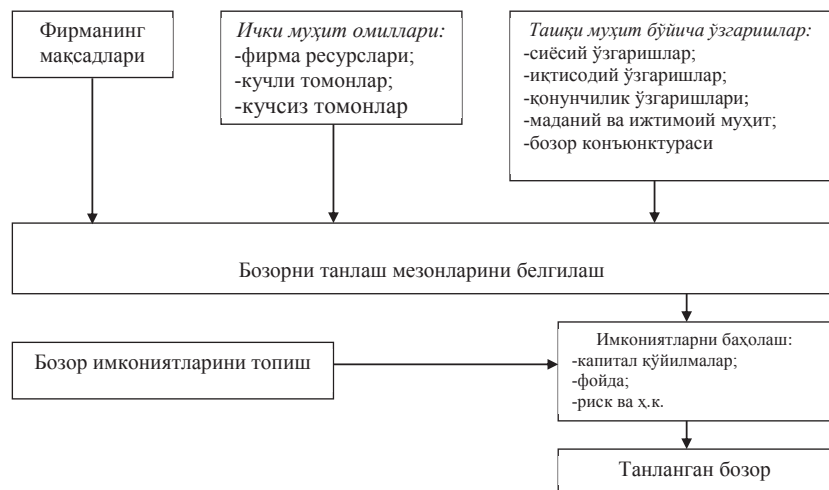 Фирманинг
мақсадлари
Ички муҳит омиллари:
-фирма ресурслари;
-кучли томонлар;
-кучсиз томонлар
Ташқи муҳит бўйича ўзгаришлар:
-сиёсий ўзгаришлар;
-иқтисодий ўзгаришлар;
-қонунчилик ўзгаришлари;
-маданий ва ижтимоий муҳит;
-бозор конъюнктураси
Бозорни танлаш мезонларини белгилаш
Бозор имкониятларини топиш
Имкониятларни баҳолаш:
-капитал қўйилмалар;
-фойда;
-риск ва ҳ.к.
Танланган бозор